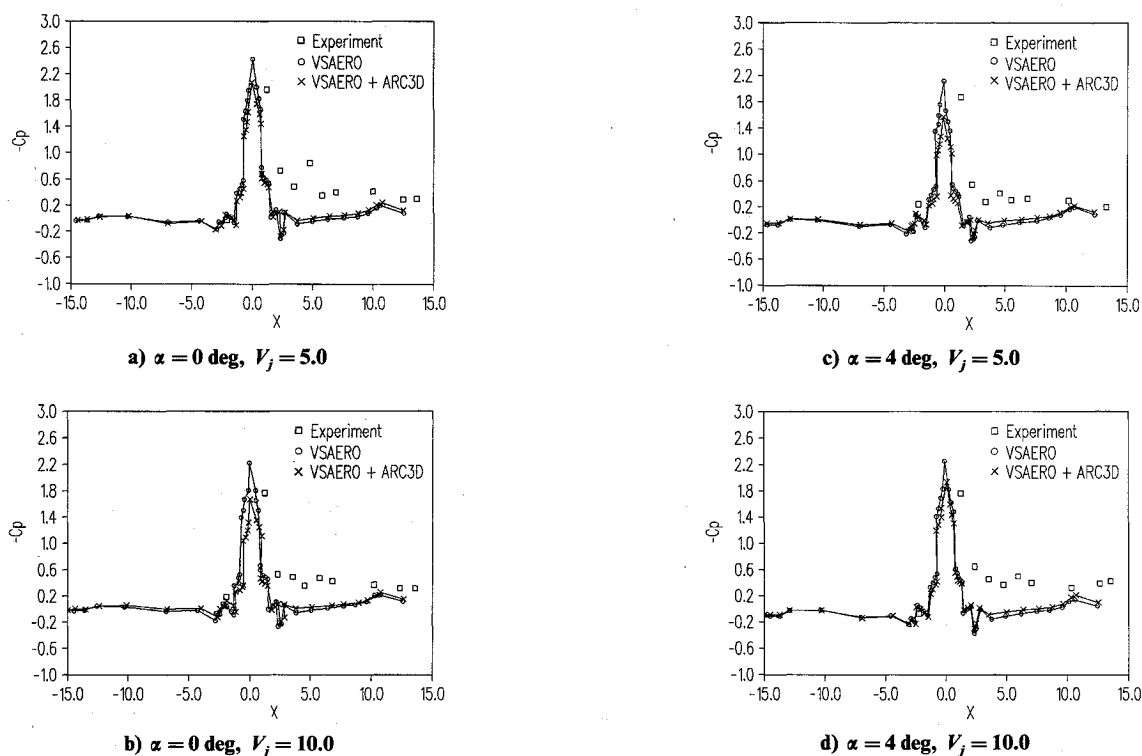 3.0
2.6
2.2
1.8
1.4
1.0
0.6
0.2
-0.2
-0.6
-1.0
-Cp
□ Experiment
○ VSAERO
× VSAERO + ARC3D
-15.0 -10.0 -5.0 0.0 5.0 10.0 15.0
X
a) α = 0 deg, Vj = 5.0
3.0
2.6
2.2
1.8
1.4
1.0
0.6
0.2
-0.2
-0.6
-1.0
-Cp
□ Experiment
○ VSAERO
× VSAERO + ARC3D
-15.0 -10.0 -5.0 0.0 5.0 10.0 15.0
X
c) α = 4 deg, Vj = 5.0
3.0
2.6
2.2
1.8
1.4
1.0
0.6
0.2
-0.2
-0.6
-1.0
-Cp
□ Experiment
○ VSAERO
× VSAERO + ARC3D
-15.0 -10.0 -5.0 0.0 5.0 10.0 15.0
X
b) α = 0 deg, Vj = 10.0
3.0
2.6
2.2
1.8
1.4
1.0
0.6
0.2
-0.2
-0.6
-1.0
-Cp
□ Experiment
○ VSAERO
× VSAERO + ARC3D
-15.0 -10.0 -5.0 0.0 5.0 10.0 15.0
X
d) α = 4 deg, Vj = 10.0